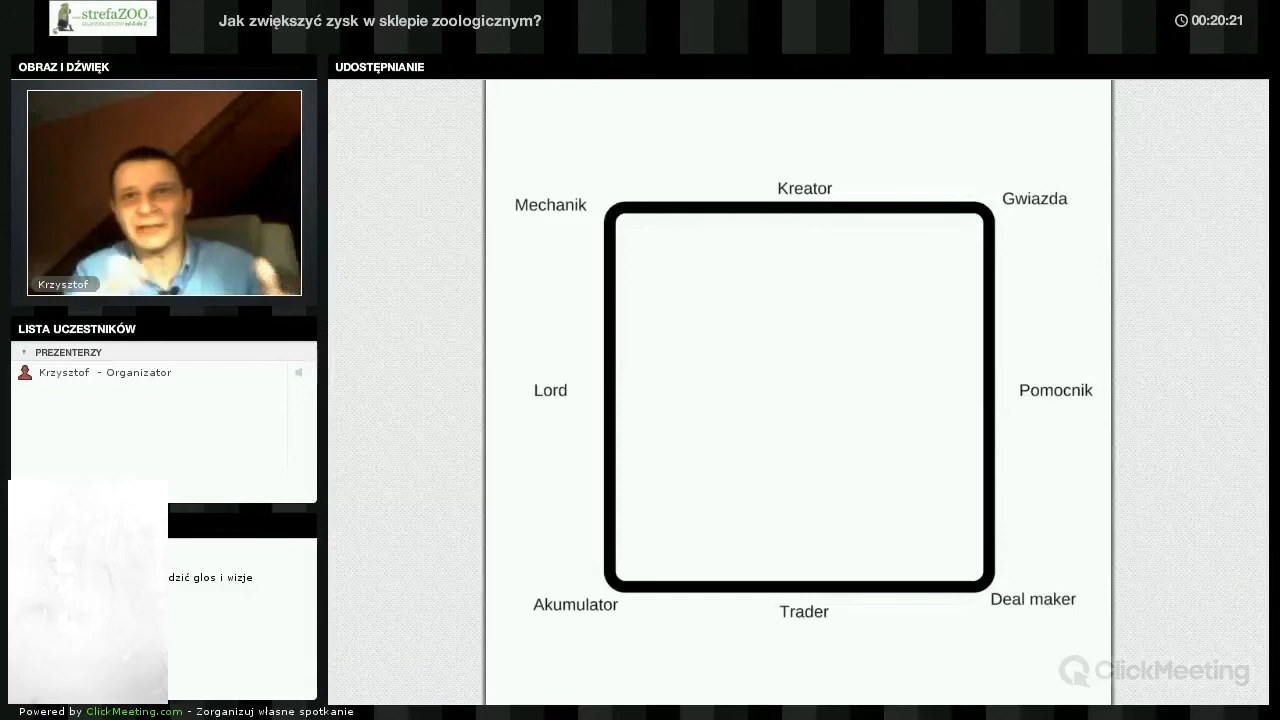 strefaZOO
Jak zwiększyć zysk w sklepie zoologicznym?
00:20:21
OBRAZ I DŹWIĘK
UDOSTĘPNIANIE
Krzysztof
LISTA UCZESTNIKÓW
PREZENTERZY
Krzysztof - Organizator
dzić glos i wizje
Kreator
Mechanik
Gwiazda
Lord
Pomocnik
Akumulator
Trader
Deal maker
ClickMeeting
Powered by ClickMeeting.com - Zorganizuj własne spotkanie